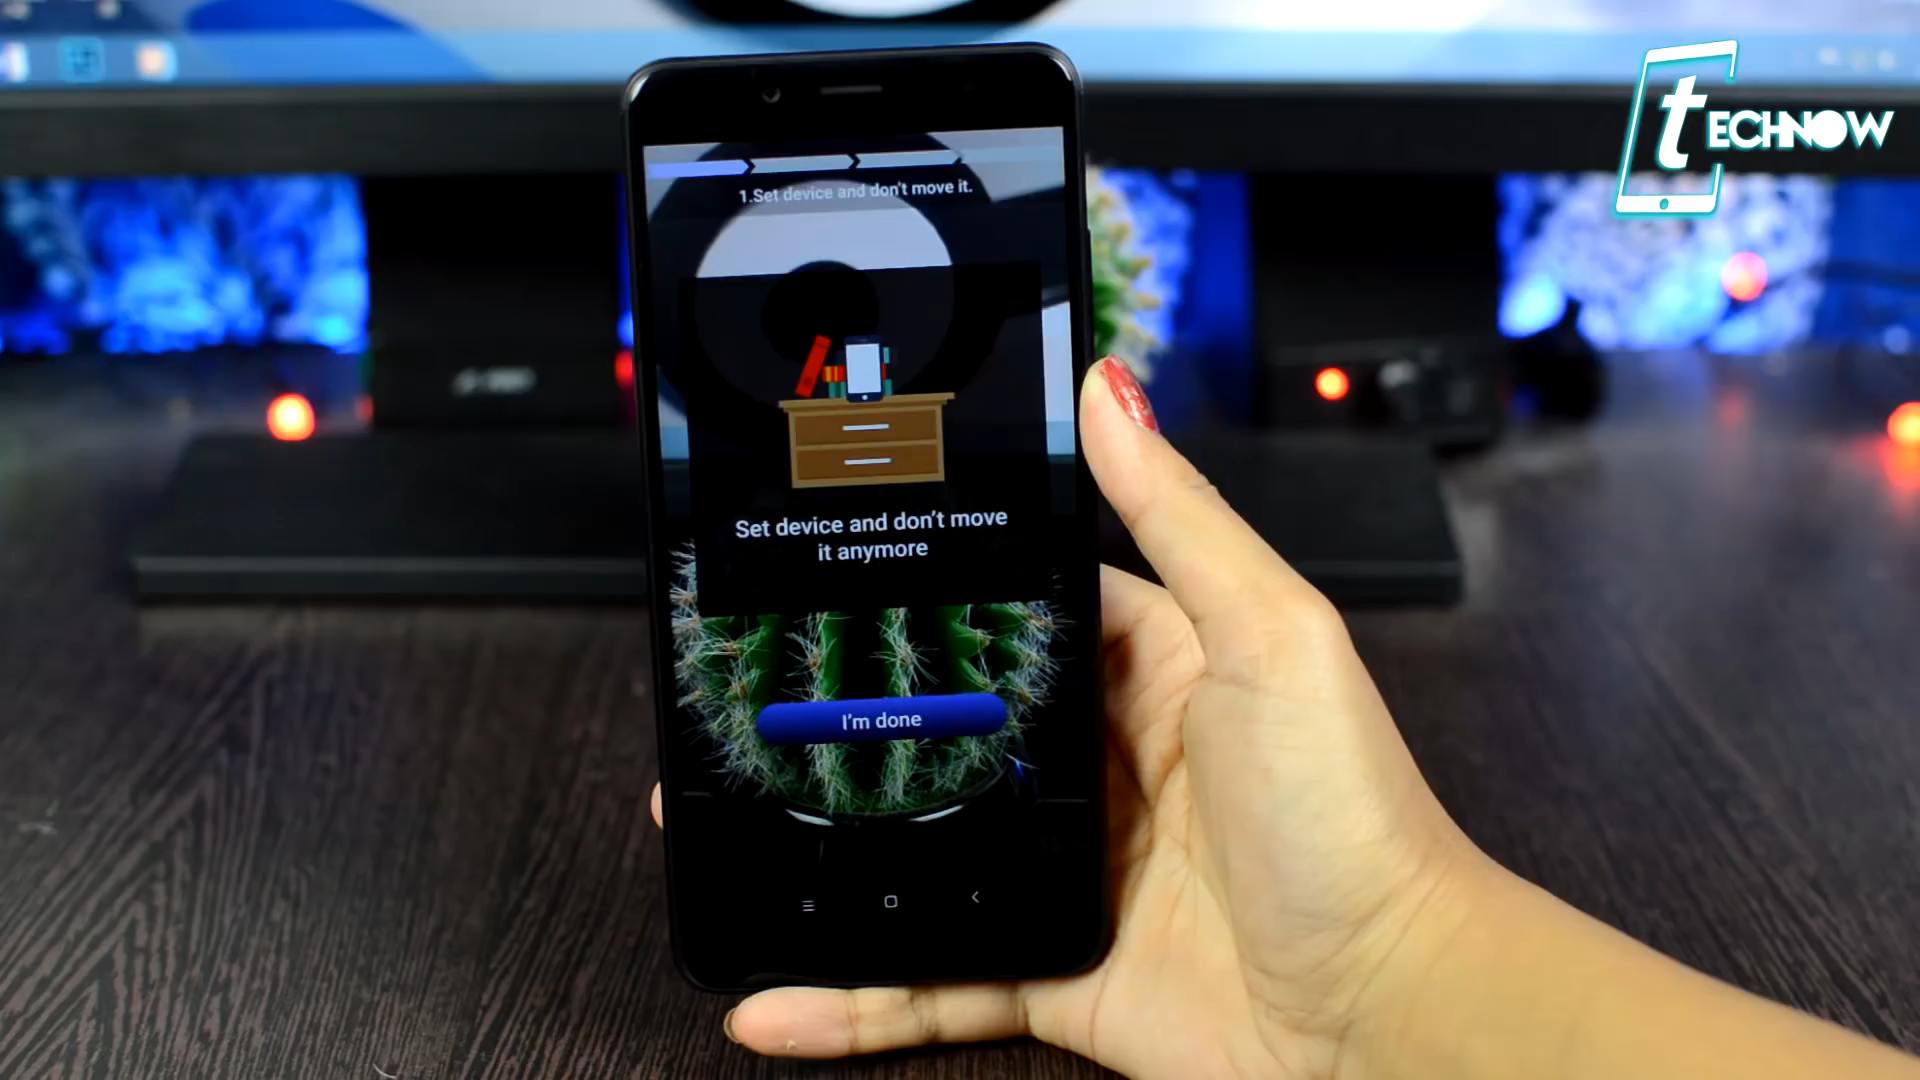 tECHNOW
1.Set device and don't move it.
Set device and don't move
it anymore
I'm done